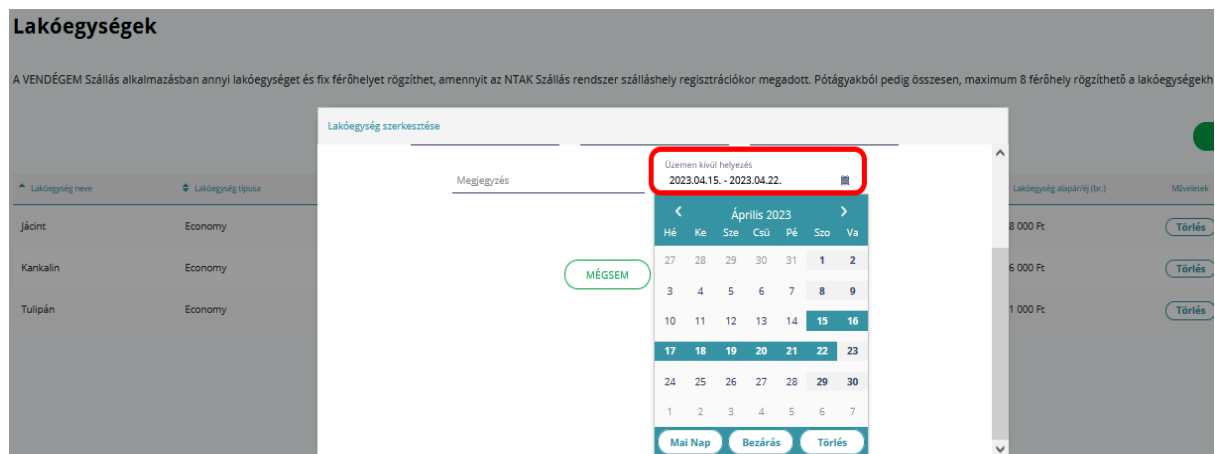 Lakóegységek
A VENDÉGEM Szállás alkalmazásban annyi lakóegységet és fix férőhelyet rögzíthet, amennyit az NTAK Szállás rendszer szálláshely regisztrációkor megadott. Pótágyakból pedig összesen, maximum 8 férőhely rögzíthető a lakóegységekh
Lakóegység szerkesztése
Üzemen kívül helyezés
Megjegyzés 2023.04.15. - 2023.04.22.
Lakóegység neve Lakóegység típusa Lakóegység alapár/éj (br.) Műveletek
Április 2023
Hé Ke Sze Csü Pé Szo Va
Jácint Economy 8 000 Ft Törlés
27 28 29 30 31 1 2
Kankalin Economy 6 000 Ft Törlés
MÉGSEM
3 4 5 6 7 8 9
Tulipán Economy 1 000 Ft Törlés
10 11 12 13 14 15 16
17 18 19 20 21 22 23
24 25 26 27 28 29 30
1 2 3 4 5 6 7
Mai Nap Bezárás Törlés